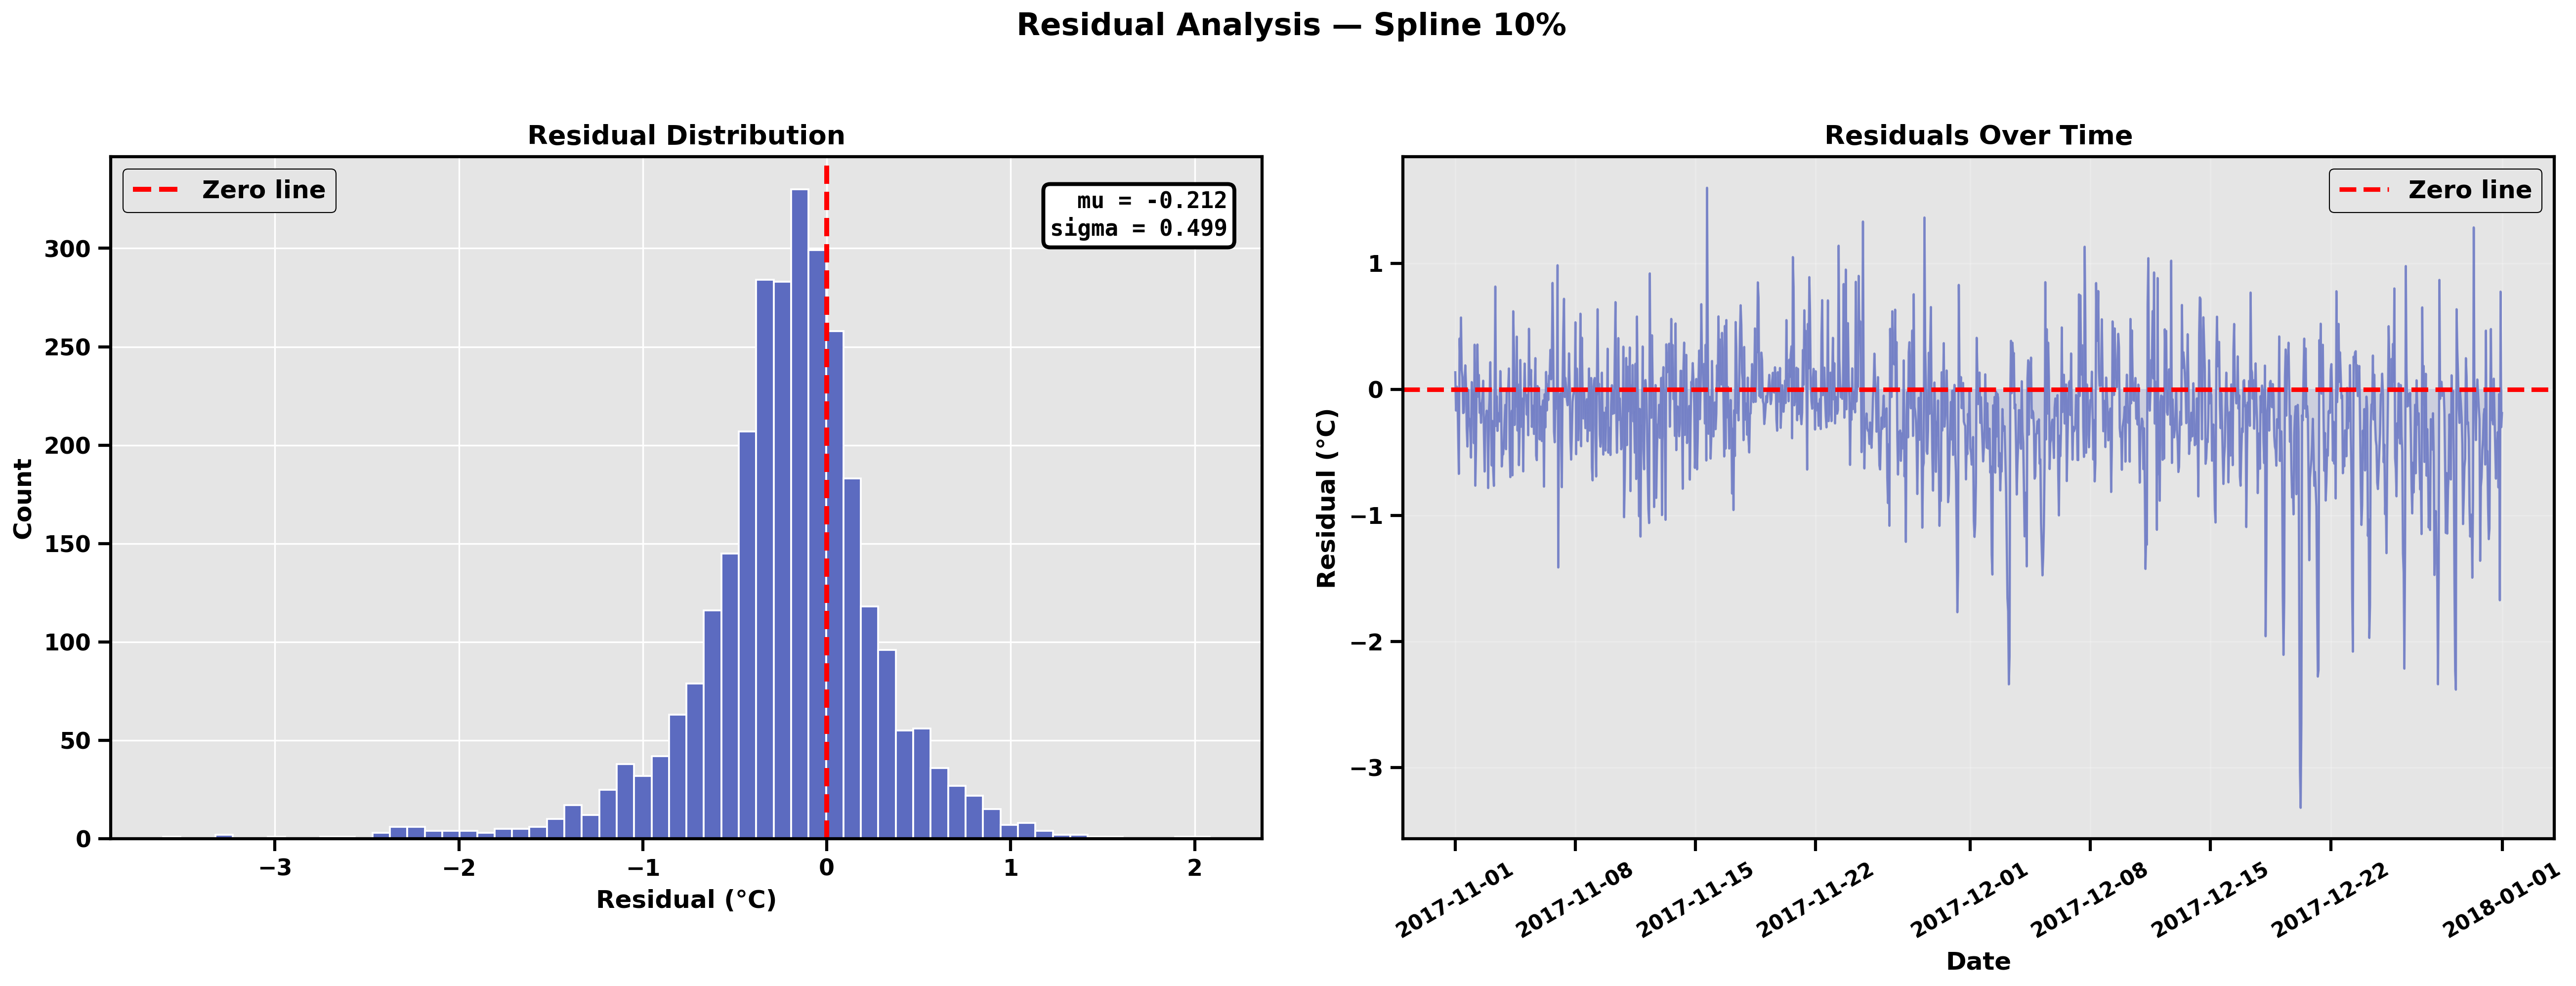 Residual Analysis — Spline 10%
Residual Distribution
Zero line
mu = -0.212
sigma = 0.499
Count
300
250
200
150
100
50
0
−3
−2
−1
0
1
2
Residual (°C)
Residuals Over Time
Zero line
Residual (°C)
1
0
−1
−2
−3
2017-11-01
2017-11-08
2017-11-15
2017-11-22
2017-12-01
2017-12-08
2017-12-15
2017-12-22
2018-01-01
Date